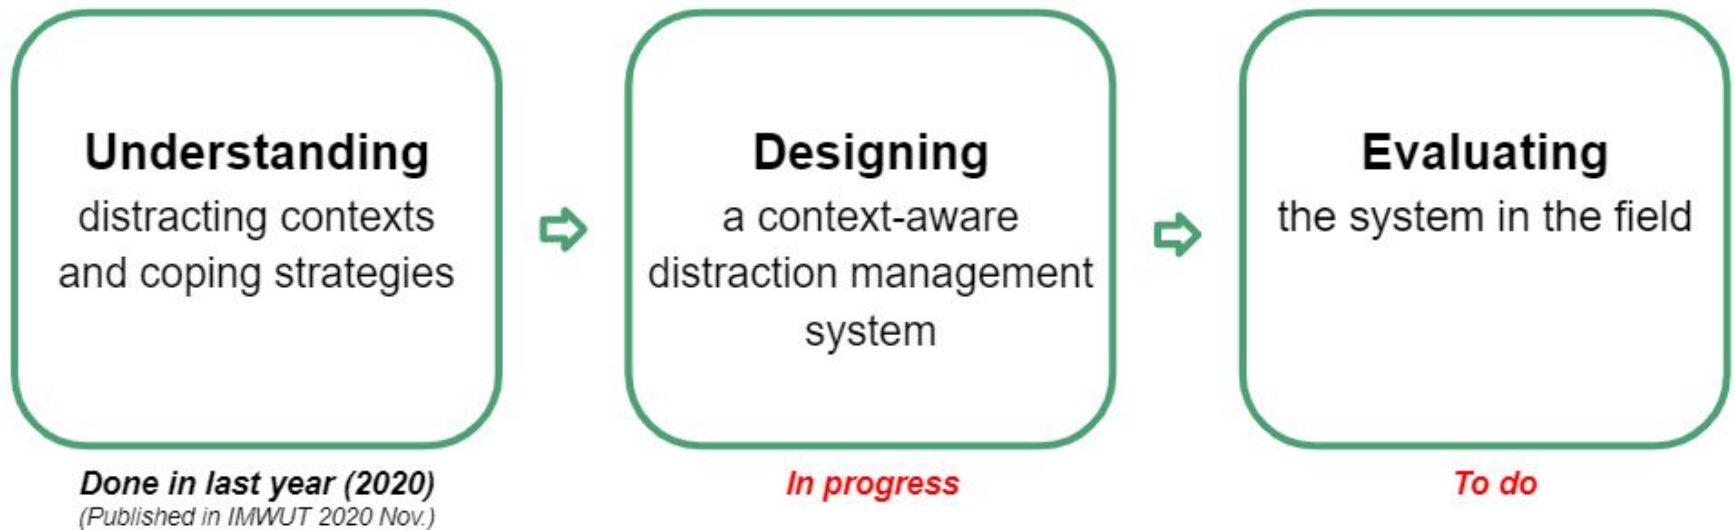 Understanding
distracting contexts
and coping strategies
Done in last year (2020)
(Published in IMWUT 2020 Nov.)
Designing
a context-aware
distraction management
system
In progress
Evaluating
the system in the field
To do